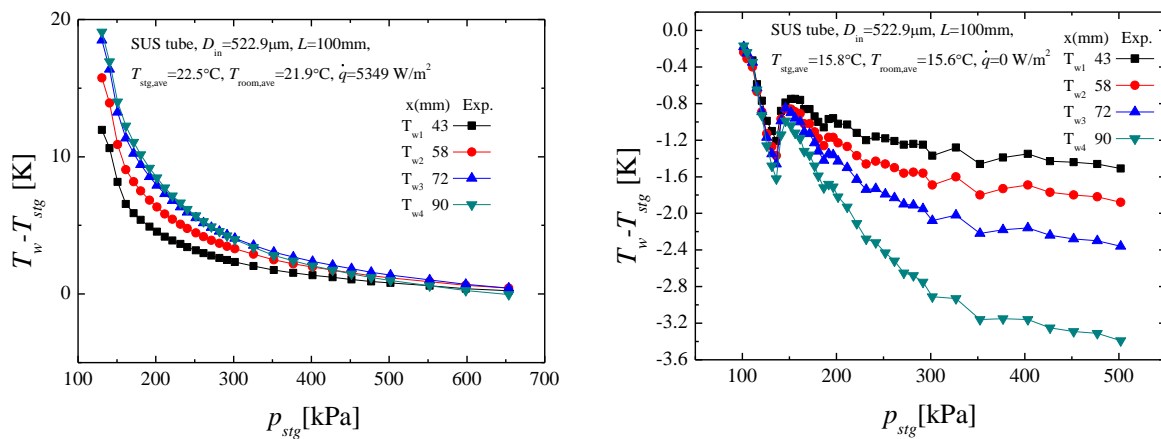 SUS tube, D_in=522.9μm, L=100mm,
T_stg,ave=22.5°C, T_room,ave=21.9°C, q̇=5349 W/m²
x(mm) Exp.
T_w1 43
T_w2 58
T_w3 72
T_w4 90
20
10
0
T_w-T_stg [K]
100 200 300 400 500 600 700
p_stg[kPa]
SUS tube, D_in=522.9μm, L=100mm,
T_stg,ave=15.8°C, T_room,ave=15.6°C, q̇=0 W/m²
x(mm) Exp.
T_w1 43
T_w2 58
T_w3 72
T_w4 90
0.0
-0.4
-0.8
-1.2
-1.6
-2.0
-2.4
-2.8
-3.2
-3.6
T_w-T_stg [K]
100 200 300 400 500
p_stg[kPa]